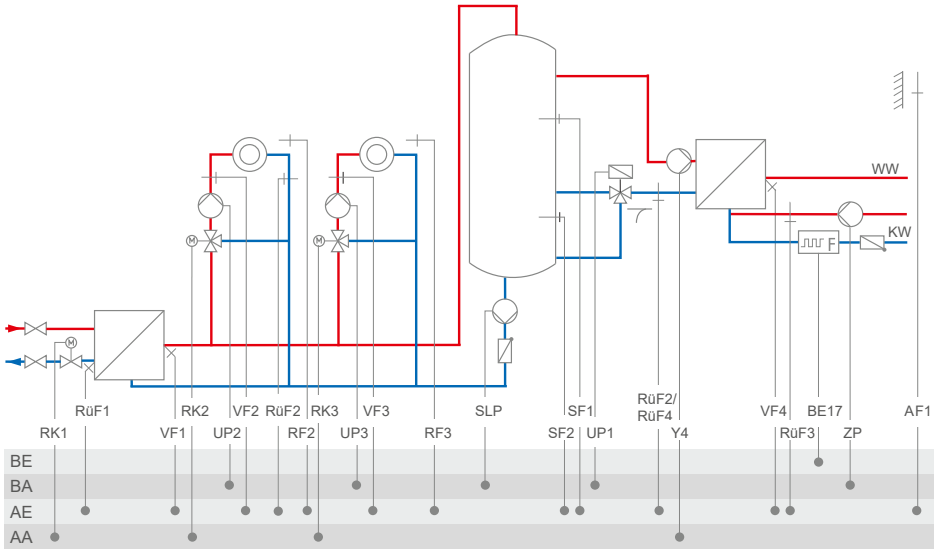 M
M
M
WW
F
KW
RüF1
RK2
VF2
RüF2
RK3
VF3
SLP
SF1
RüF2/
RüF4
VF4
BE17
AF1
RK1
VF1
UP2
RF2
UP3
RF3
SF2
UP1
Y4
RüF3
ZP
BE
BA
AE
AA